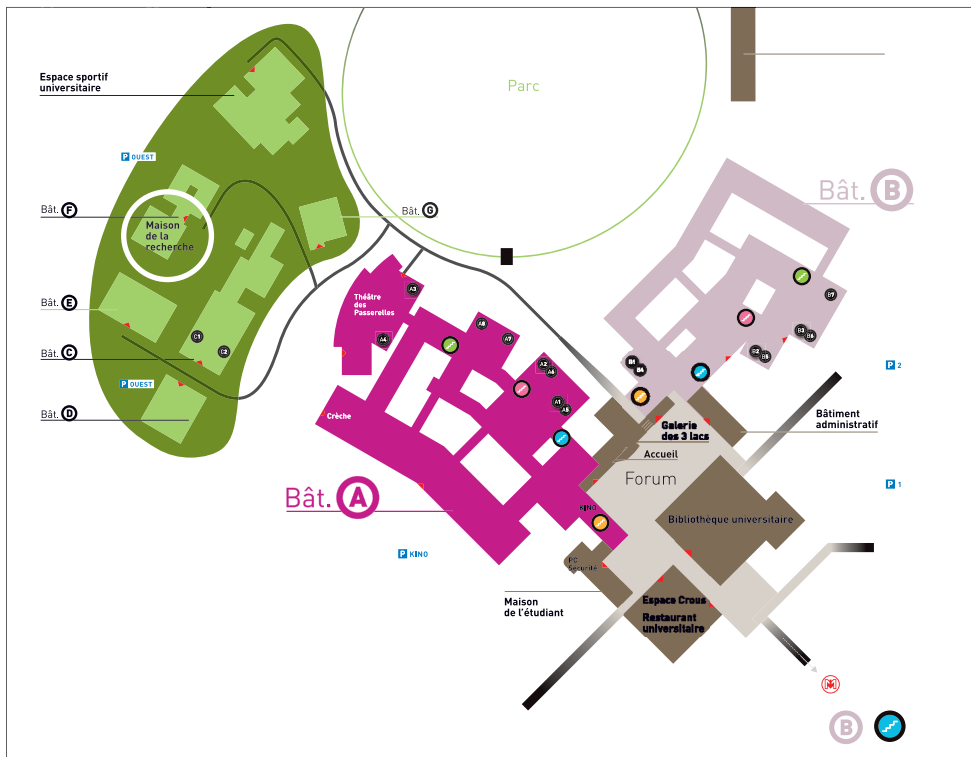 Parc
Espace sportif
universitaire
P OUEST
Bât. B
Bât. F
Bât. G
Maison
de la
recherche
B7
A3
Théâtre
des
Passerelles
Bât. E
A8
B3
B6
C1
A7
A4
Bât. C
C2
B2
B5
A2
A6
B1
B4
P 2
P OUEST
A1
A5
Bât. D
Crèche
Bâtiment
administratif
Galerie
des 3 lacs
Accueil
Forum
P 1
Bât. A
KINO
Bibliothèque universitaire
P KINO
PC
Sécurité
Maison
de l'étudiant
Espace Crous
Restaurant
universitaire
M
B